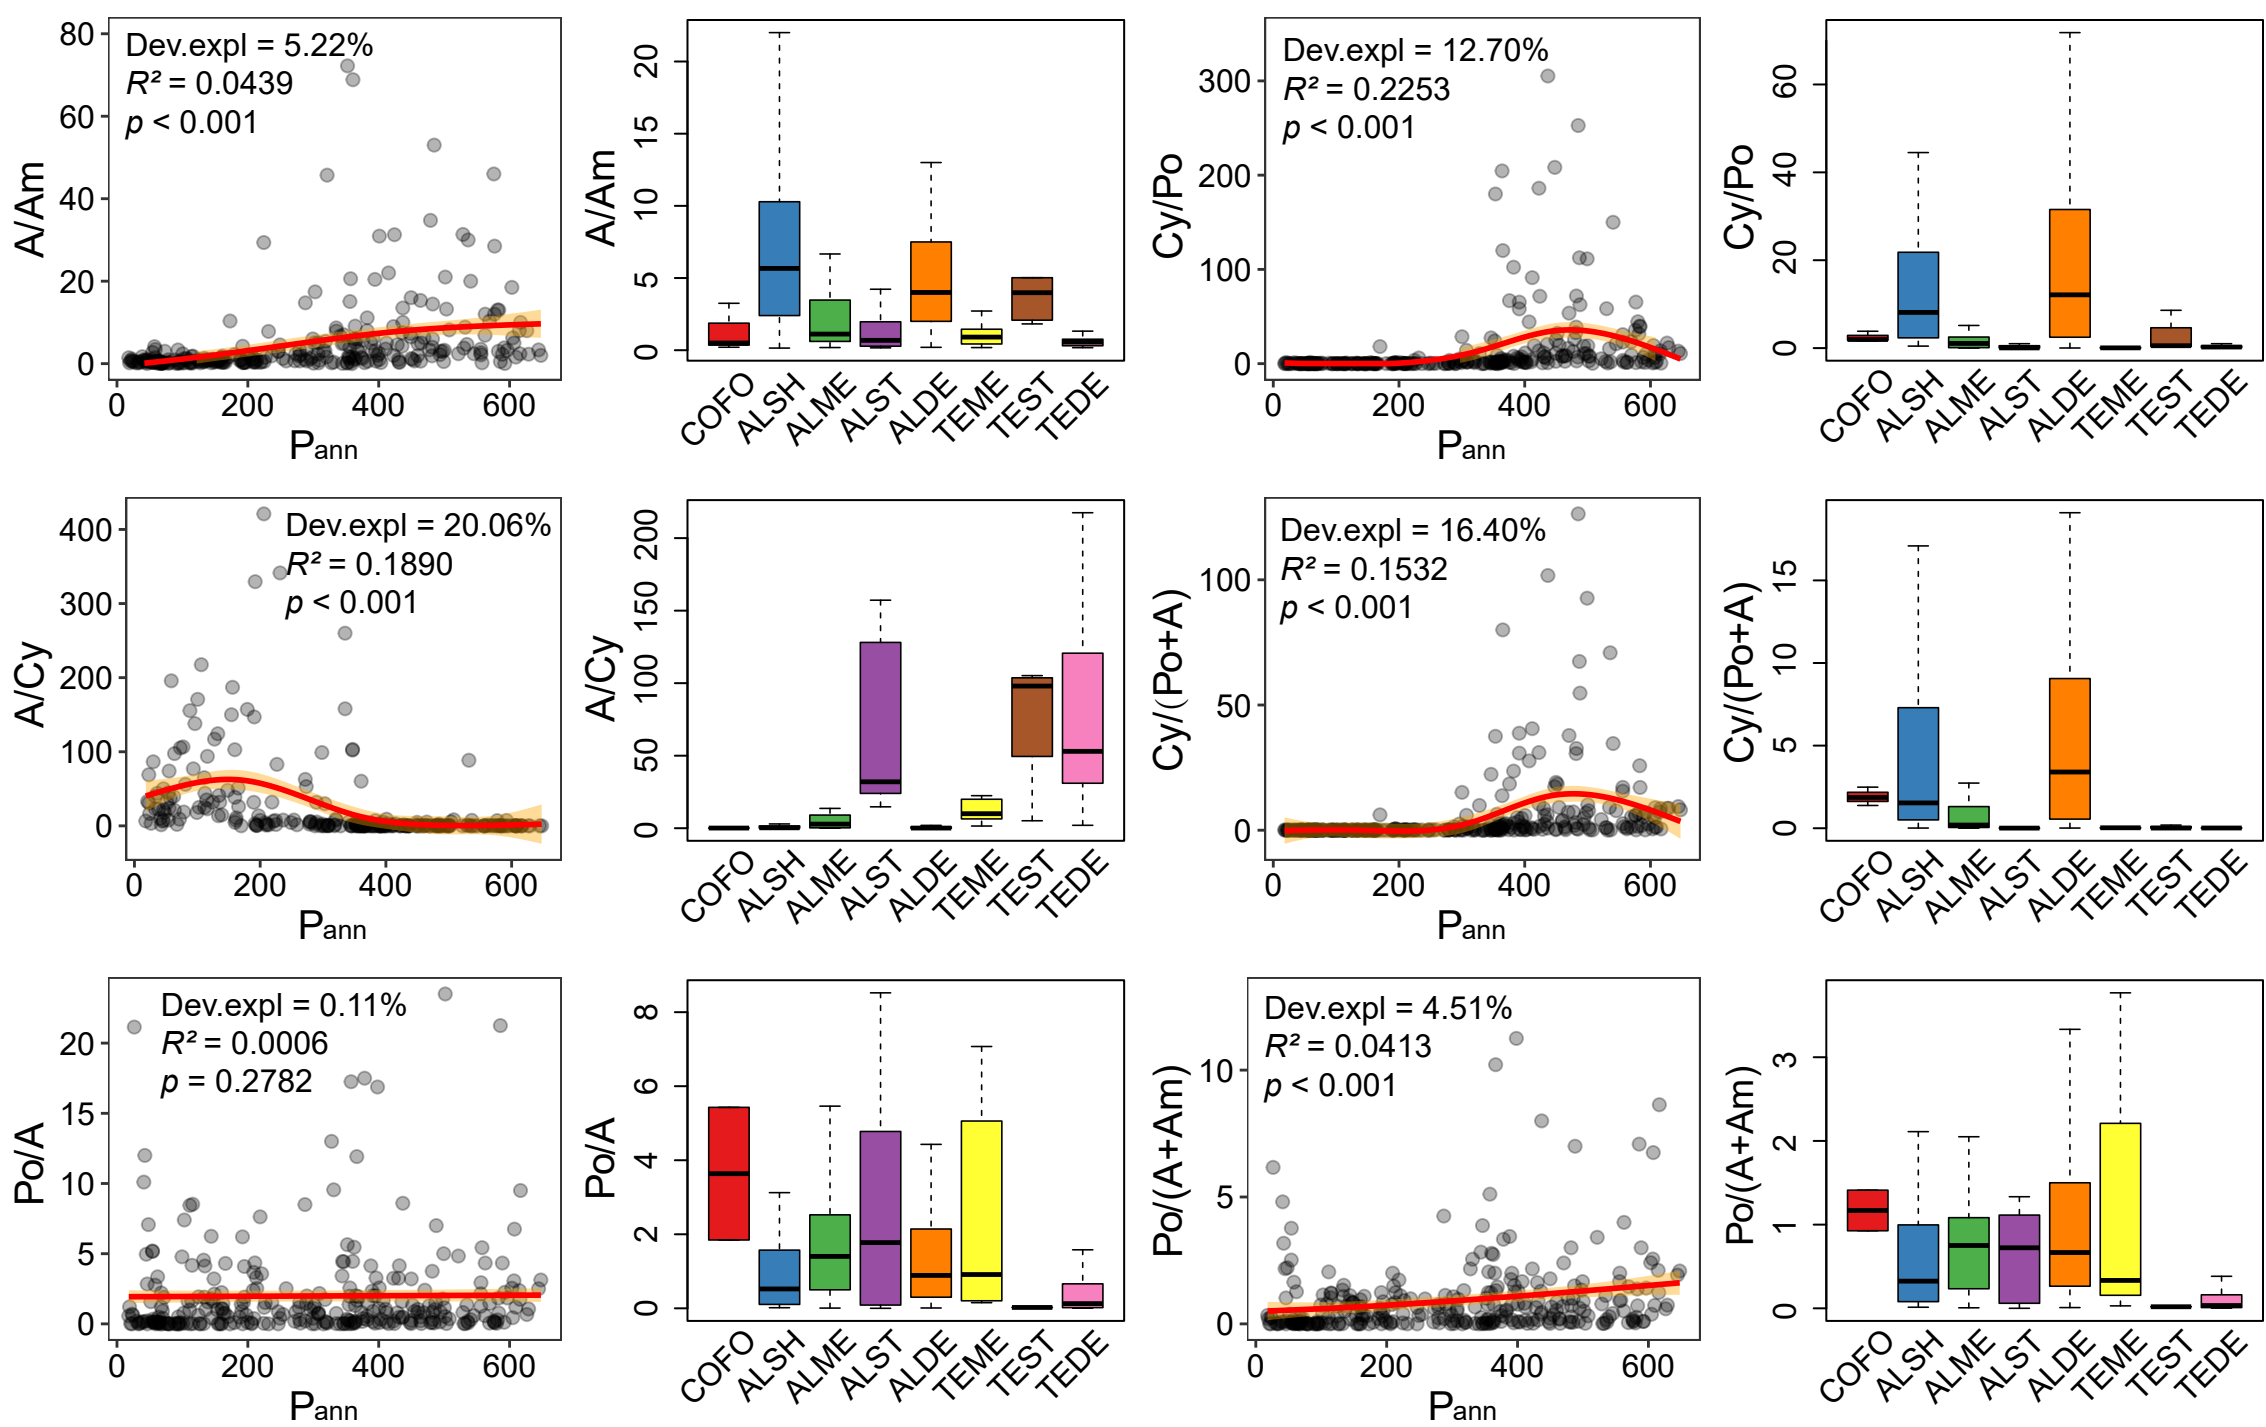 Dev.expl = 5.22%
R² = 0.0439
p < 0.001
A/Am
80
60
40
20
0
0 200 400 600
Pann
A/Am
20
15
10
5
0
COFO ALSH ALME ALST ALDE TEME TEST TEDE
Dev.expl = 12.70%
R² = 0.2253
p < 0.001
Cy/Po
300
200
100
0
0 200 400 600
Pann
Cy/Po
60
40
20
0
COFO ALSH ALME ALST ALDE TEME TEST TEDE
Dev.expl = 20.06%
R² = 0.1890
p < 0.001
A/Cy
400
300
200
100
0
0 200 400 600
Pann
A/Cy
200
150
100
50
0
COFO ALSH ALME ALST ALDE TEME TEST TEDE
Dev.expl = 16.40%
R² = 0.1532
p < 0.001
Cy/(Po+A)
100
50
0
0 200 400 600
Pann
Cy/(Po+A)
15
10
5
0
COFO ALSH ALME ALST ALDE TEME TEST TEDE
Dev.expl = 0.11%
R² = 0.0006
p = 0.2782
Po/A
20
15
10
5
0
0 200 400 600
Pann
Po/A
8
6
4
2
0
COFO ALSH ALME ALST ALDE TEME TEST TEDE
Dev.expl = 4.51%
R² = 0.0413
p < 0.001
Po/(A+Am)
10
5
0
0 200 400 600
Pann
Po/(A+Am)
3
2
1
0
COFO ALSH ALME ALST ALDE TEME TEST TEDE